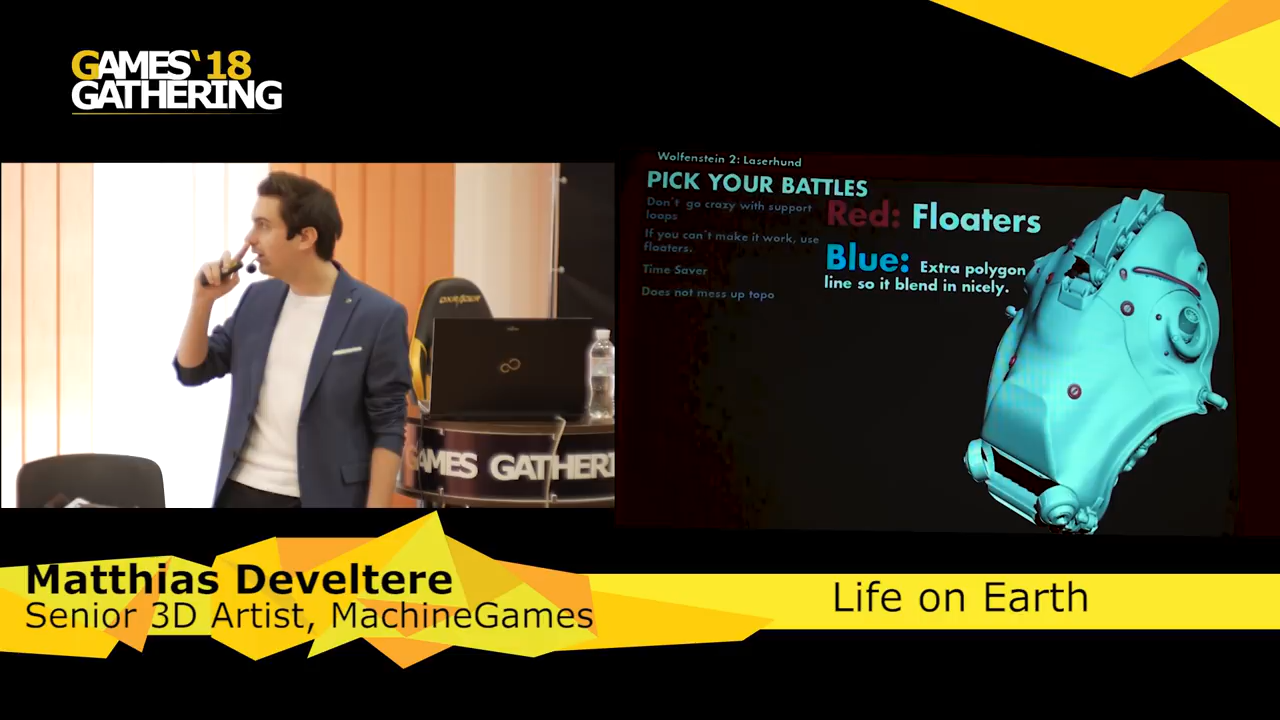 GAMES‘18
GATHERING
Wolfenstein 2: Laserhund
PICK YOUR BATTLES
Don't go crazy with support
loops
If you can't make it work, use
floaters.
Time Saver
Does not mess up topo
Red: Floaters
Blue: Extra polygon
line so it blend in nicely.
DXRACER
GAMES GATHERI
Matthias Develtere
Senior 3D Artist, MachineGames
Life on Earth